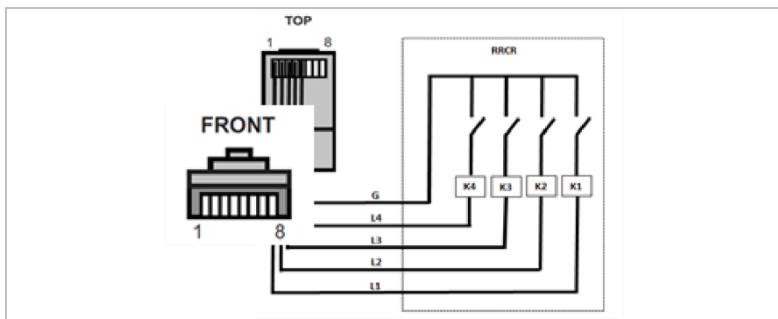 TOP
1 8
RRCR
FRONT
1 8
K4 K3 K2 K1
G
L4
L3
L2
L1